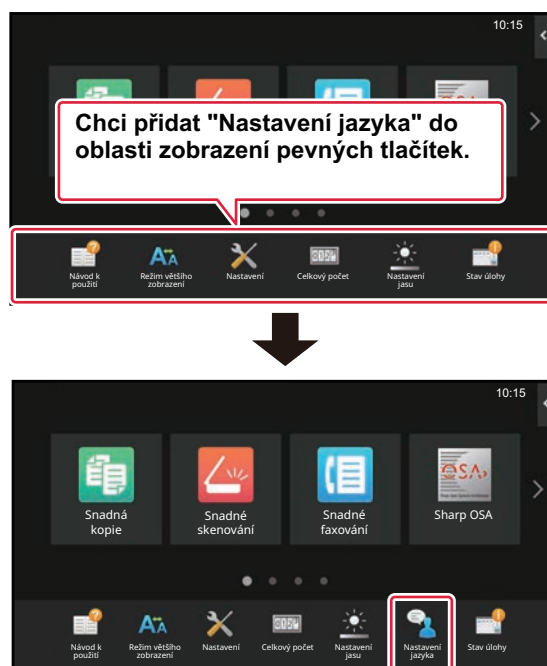 10:15
Chci přidat "Nastavení jazyka" do
oblasti zobrazení pevných tlačítek.
Návod k
použití
Režim většího
zobrazení
Nastavení
Celkový počet
Nastavení
jasu
Stav úlohy
10:15
Snadná
kopie
Snadné
skenování
Snadné
faxování
Sharp OSA
Návod k
použití
Režim většího
zobrazení
Nastavení
Celkový počet
Nastavení
jasu
Nastavení
jazyka
Stav úlohy